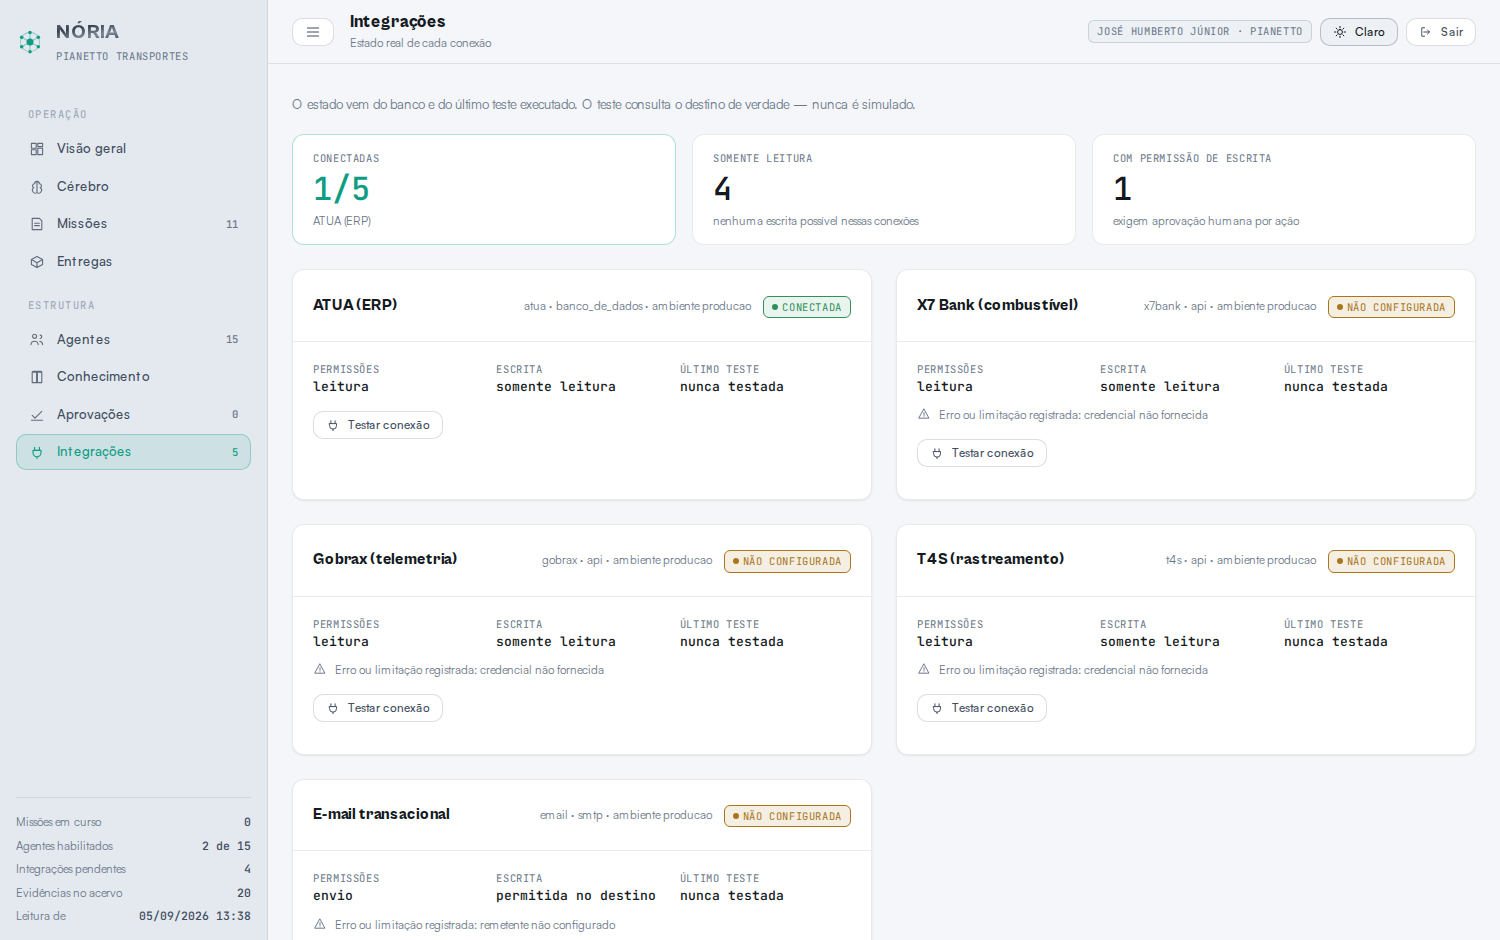 NÓRIA
PIANETTO TRANSPORTES
OPERAÇÃO
Visão geral
Cérebro
Missões 11
Entregas
ESTRUTURA
Agentes 15
Conhecimento
Aprovações 0
Integrações 5
Missões em curso 0
Agentes habilitados 2 de 15
Integrações pendentes 4
Evidências no acervo 20
Leitura de 05/09/2026 13:38
Integrações
Estado real de cada conexão
JOSÉ HUMBERTO JÚNIOR · PIANETTO
Claro
Sair
O estado vem do banco e do último teste executado. O teste consulta o destino de verdade — nunca é simulado.
CONECTADAS
1/5
ATUA (ERP)
SOMENTE LEITURA
4
nenhuma escrita possível nessas conexões
COM PERMISSÃO DE ESCRITA
1
exigem aprovação humana por ação
ATUA (ERP) atua • banco_de_dados • ambiente producao CONECTADA
PERMISSÕES ESCRITA ÚLTIMO TESTE
leitura somente leitura nunca testada
Testar conexão
X7 Bank (combustível) x7bank • api • ambiente producao NÃO CONFIGURADA
PERMISSÕES ESCRITA ÚLTIMO TESTE
leitura somente leitura nunca testada
Erro ou limitação registrada: credencial não fornecida
Testar conexão
Gobrax (telemetria) gobrax • api • ambiente producao NÃO CONFIGURADA
PERMISSÕES ESCRITA ÚLTIMO TESTE
leitura somente leitura nunca testada
Erro ou limitação registrada: credencial não fornecida
Testar conexão
T4S (rastreamento) t4s • api • ambiente producao NÃO CONFIGURADA
PERMISSÕES ESCRITA ÚLTIMO TESTE
leitura somente leitura nunca testada
Erro ou limitação registrada: credencial não fornecida
Testar conexão
E-mail transacional email • smtp • ambiente producao NÃO CONFIGURADA
PERMISSÕES ESCRITA ÚLTIMO TESTE
envio permitida no destino nunca testada
Erro ou limitação registrada: remetente não configurado